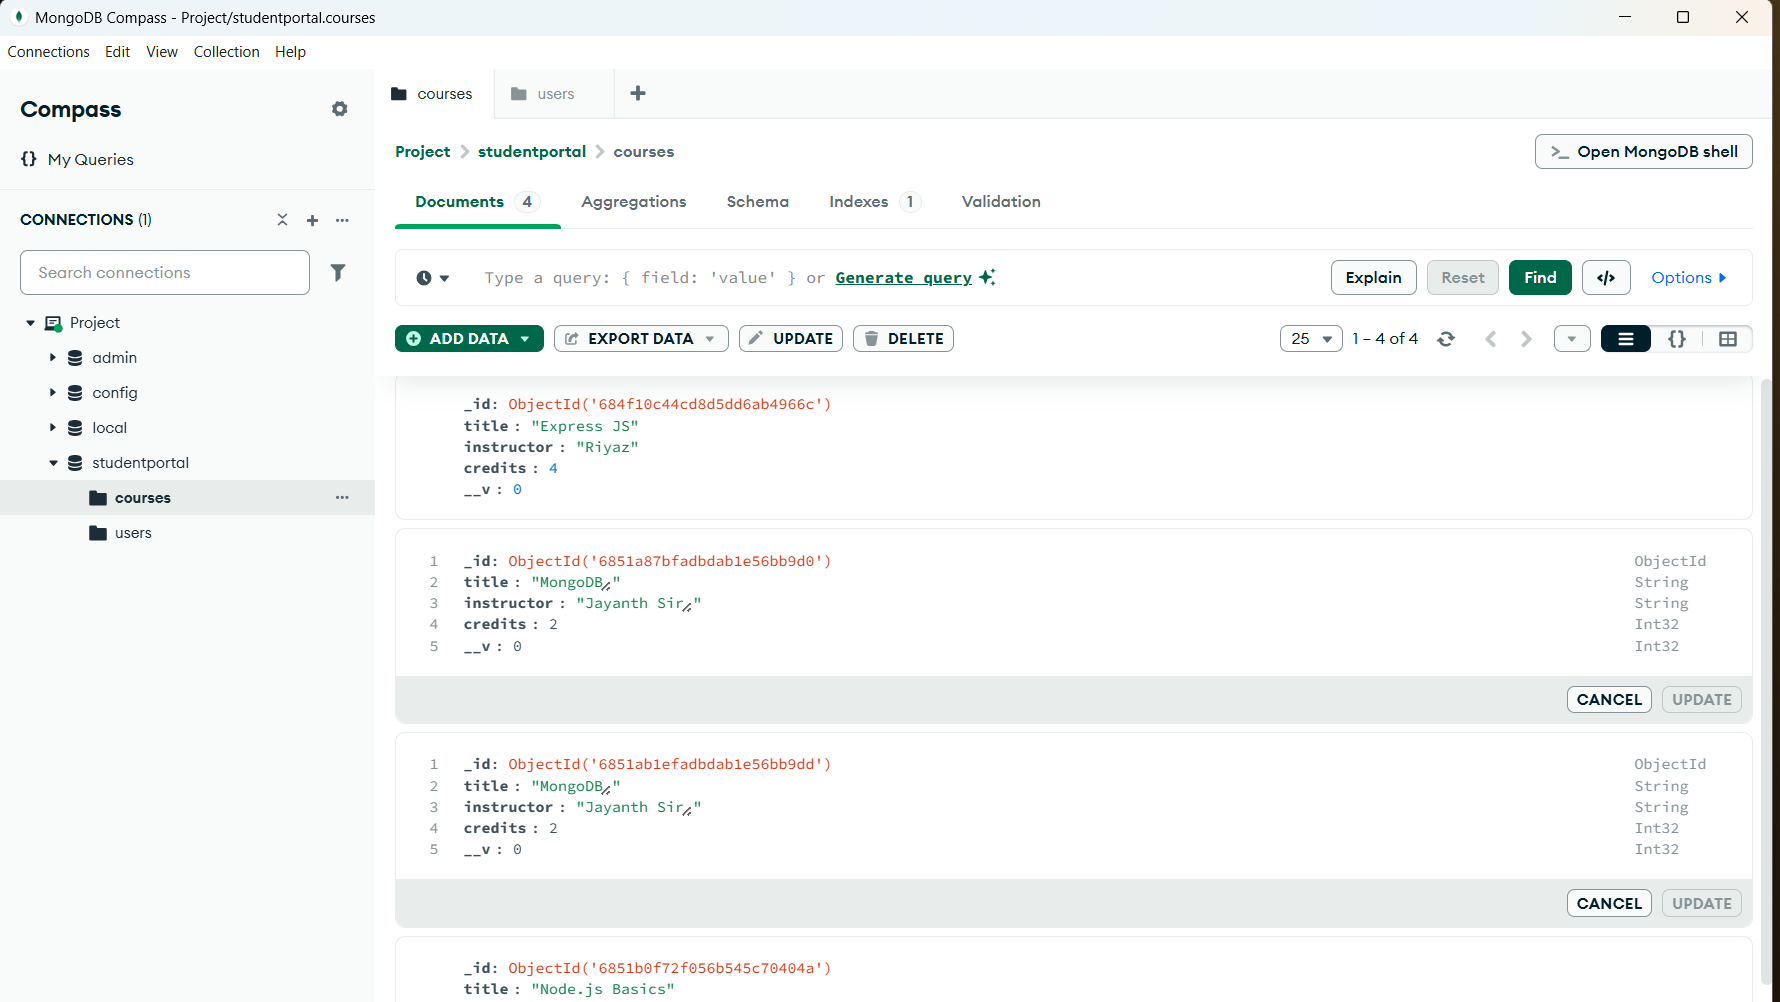 MongoDB Compass - Project/studentportal.courses
Connections Edit View Collection Help
Compass
{} My Queries
CONNECTIONS (1)
Search connections
Project
admin
config
local
studentportal
courses
users
courses users
Project studentportal courses
>_ Open MongoDB shell
Documents 4 Aggregations Schema Indexes 1 Validation
Type a query: { field: 'value' } or Generate query
Explain Reset Find </> Options
ADD DATA EXPORT DATA UPDATE DELETE
25 1 – 4 of 4 {}
_id: ObjectId('684f10c44cd8d5dd6ab4966c')
title : "Express JS"
instructor : "Riyaz"
credits : 4
__v : 0
1 _id: ObjectId('6851a87bfadbdab1e56bb9d0') ObjectId
2 title : "MongoDB" String
3 instructor : "Jayanth Sir" String
4 credits : 2 Int32
5 __v : 0 Int32
CANCEL UPDATE
1 _id: ObjectId('6851ab1efadbdab1e56bb9dd') ObjectId
2 title : "MongoDB" String
3 instructor : "Jayanth Sir" String
4 credits : 2 Int32
5 __v : 0 Int32
CANCEL UPDATE
_id: ObjectId('6851b0f72f056b545c70404a')
title : "Node.js Basics"